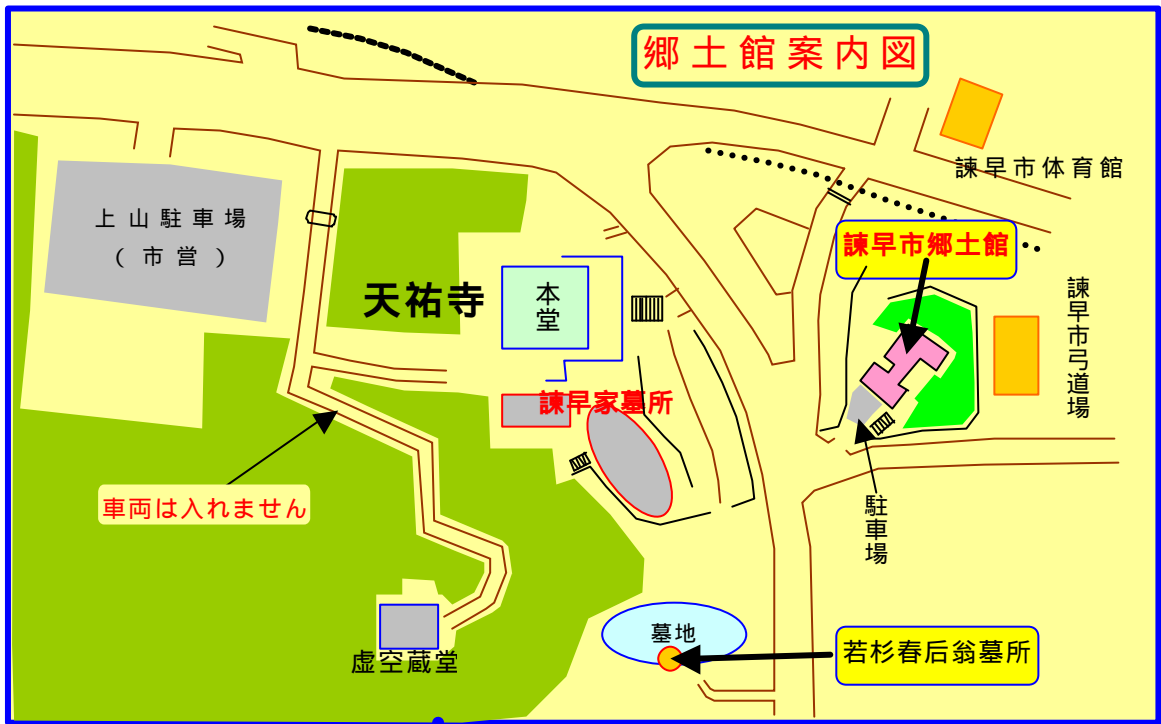 郷土館案内図
諫早市体育館
上山駐車場
(市営)
諫早市郷土館
天祐寺
本堂
諫早市弓道場
諫早家墓所
車両は入れません
駐車場
墓地
若杉春后翁墓所
虚空蔵堂